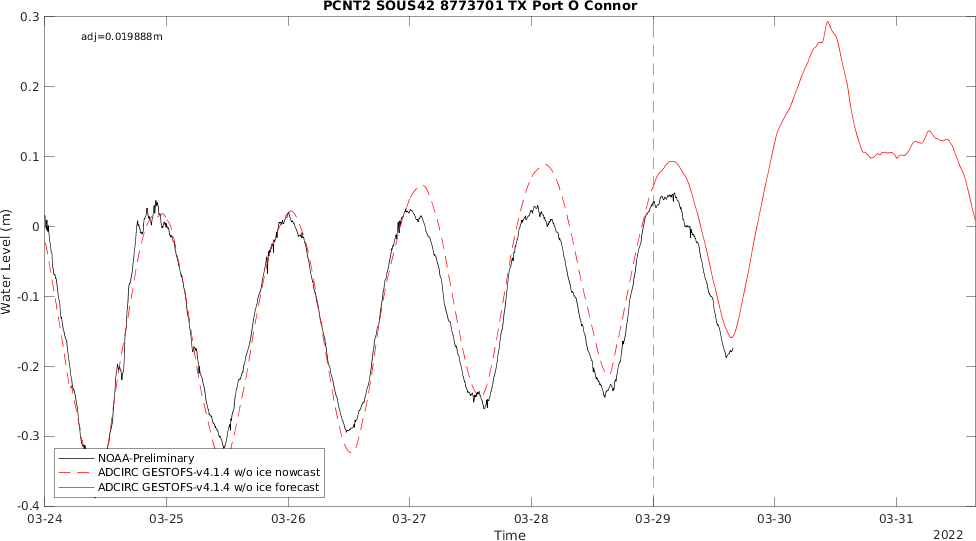 PCNT2 SOUS42 8773701 TX Port O Connor
adj=0.019888m
0.3
0.2
0.1
0
-0.1
-0.2
-0.3
-0.4
Water Level (m)
NOAA-Preliminary
ADCIRC GESTOFS-v4.1.4 w/o ice nowcast
ADCIRC GESTOFS-v4.1.4 w/o ice forecast
03-24 03-25 03-26 03-27 03-28 03-29 03-30 03-31
Time
2022